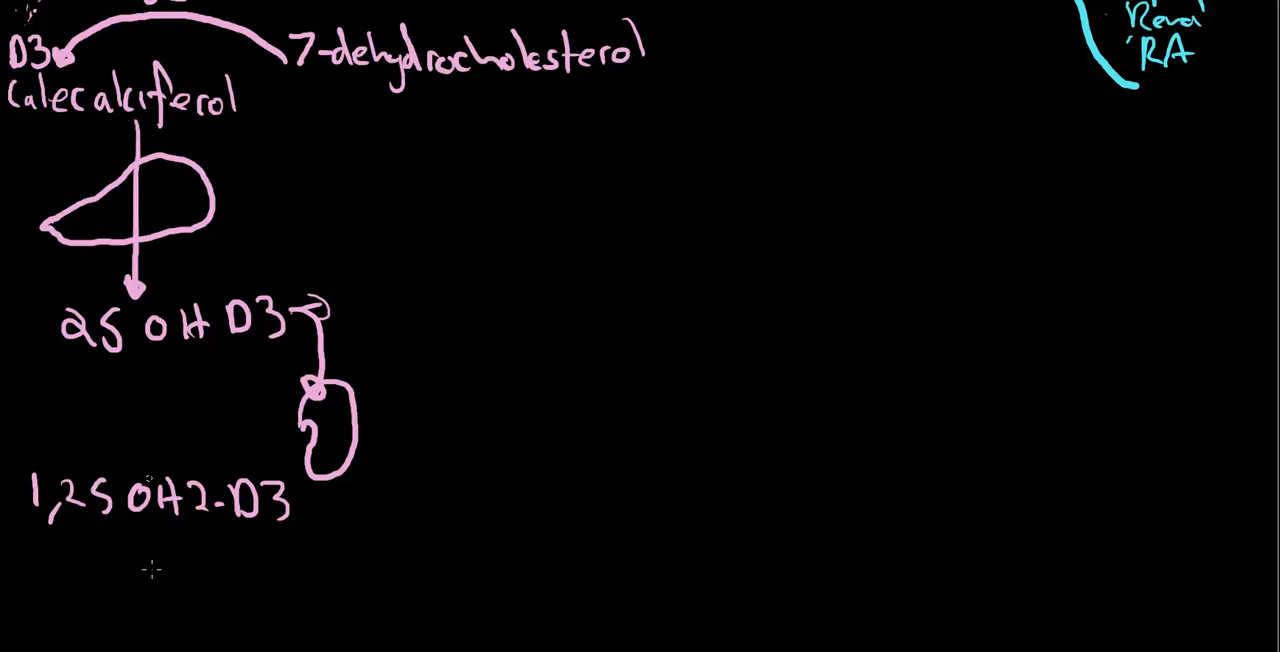 D3 7-dehydrocholesterol
Calecalciferol
25 OH D3
1,25 OH2-D3
RA